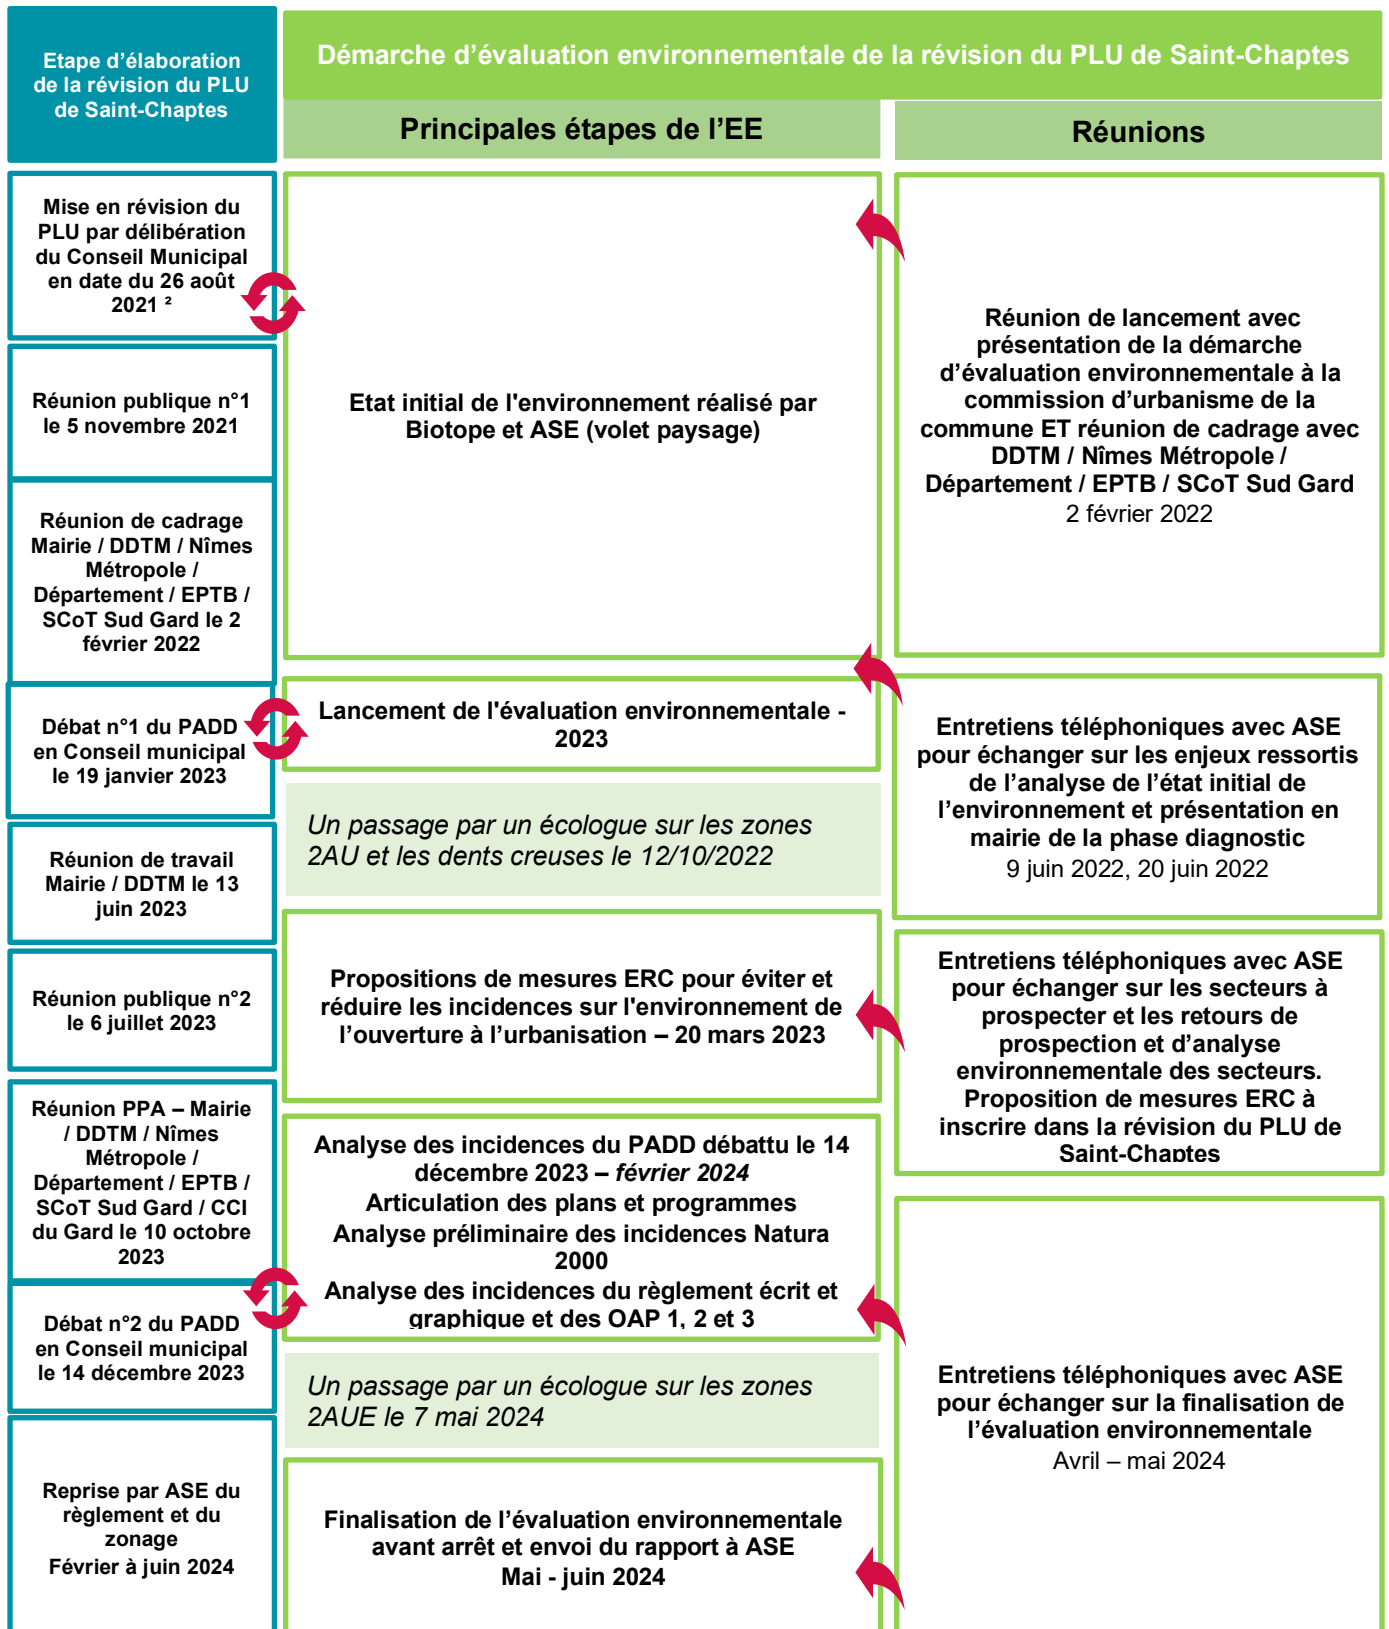 Etape d’élaboration
de la révision du PLU
de Saint-Chaptes
Démarche d’évaluation environnementale de la révision du PLU de Saint-Chaptes
Principales étapes de l’EE
Réunions
Mise en révision du
PLU par délibération
du Conseil Municipal
en date du 26 août
2021 ²
Réunion publique n°1
le 5 novembre 2021
Réunion de cadrage
Mairie / DDTM / Nîmes
Métropole /
Département / EPTB /
SCoT Sud Gard le 2
février 2022
Débat n°1 du PADD
en Conseil municipal
le 19 janvier 2023
Réunion de travail
Mairie / DDTM le 13
juin 2023
Réunion publique n°2
le 6 juillet 2023
Réunion PPA – Mairie
/ DDTM / Nîmes
Métropole /
Département / EPTB /
SCoT Sud Gard / CCI
du Gard le 10 octobre
2023
Débat n°2 du PADD
en Conseil municipal
le 14 décembre 2023
Reprise par ASE du
règlement et du
zonage
Février à juin 2024
Etat initial de l'environnement réalisé par
Biotope et ASE (volet paysage)
Lancement de l'évaluation environnementale -
2023
Un passage par un écologue sur les zones
2AU et les dents creuses le 12/10/2022
Propositions de mesures ERC pour éviter et
réduire les incidences sur l'environnement de
l’ouverture à l’urbanisation – 20 mars 2023
Analyse des incidences du PADD débattu le 14
décembre 2023 – février 2024
Articulation des plans et programmes
Analyse préliminaire des incidences Natura
2000
Analyse des incidences du règlement écrit et
graphique et des OAP 1, 2 et 3
Un passage par un écologue sur les zones
2AUE le 7 mai 2024
Finalisation de l’évaluation environnementale
avant arrêt et envoi du rapport à ASE
Mai - juin 2024
Réunion de lancement avec
présentation de la démarche
d’évaluation environnementale à la
commission d’urbanisme de la
commune ET réunion de cadrage avec
DDTM / Nîmes Métropole /
Département / EPTB / SCoT Sud Gard
2 février 2022
Entretiens téléphoniques avec ASE
pour échanger sur les enjeux ressortis
de l’analyse de l’état initial de
l’environnement et présentation en
mairie de la phase diagnostic
9 juin 2022, 20 juin 2022
Entretiens téléphoniques avec ASE
pour échanger sur les secteurs à
prospecter et les retours de
prospection et d’analyse
environnementale des secteurs.
Proposition de mesures ERC à
inscrire dans la révision du PLU de
Saint-Chaptes
Entretiens téléphoniques avec ASE
pour échanger sur la finalisation de
l’évaluation environnementale
Avril – mai 2024